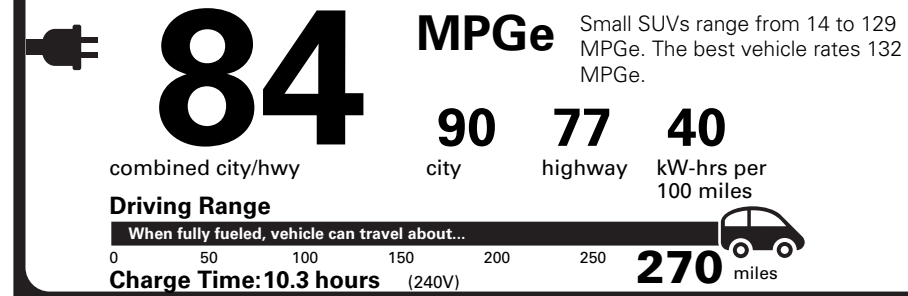 84
MPGe
Small SUVs range from 14 to 129
MPGe. The best vehicle rates 132
MPGe.
90 77 40
combined city/hwy city highway kW-hrs per
100 miles
Driving Range
When fully fueled, vehicle can travel about...
0 50 100 150 200 250 270 miles
Charge Time: 10.3 hours (240V)